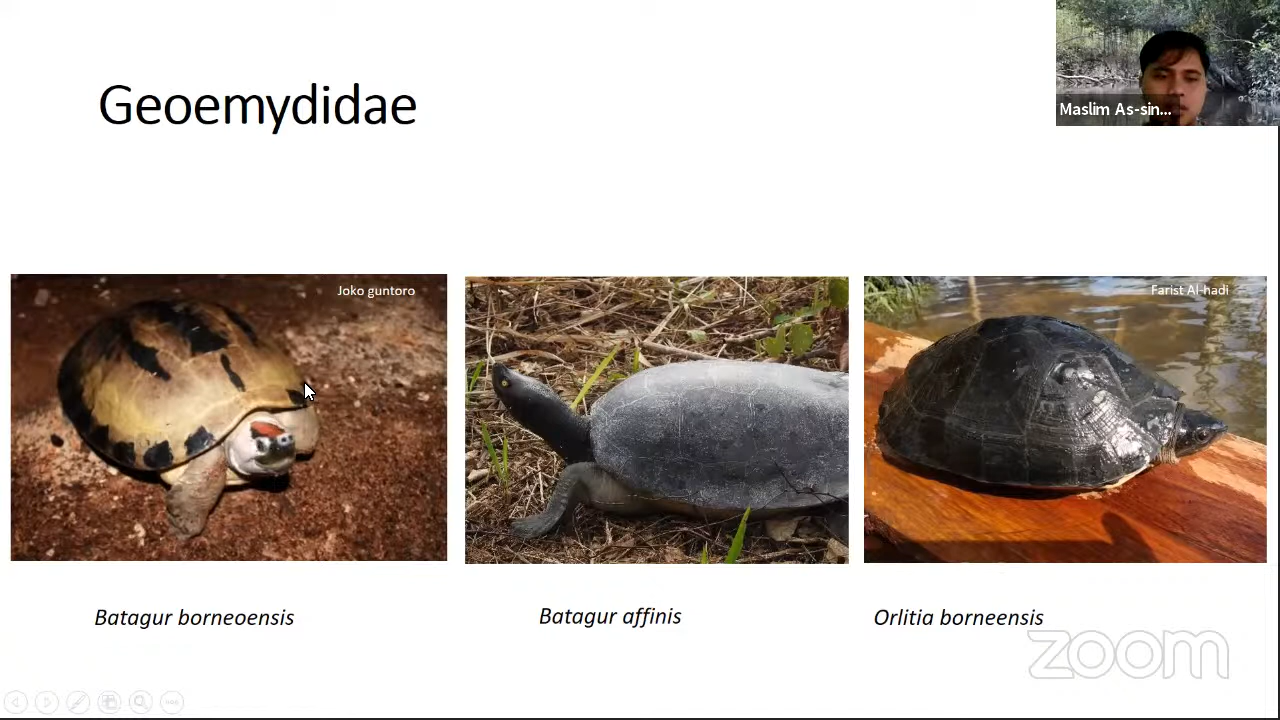 Geoemydidae
Maslim As-sin...
Joko guntoro
Farist Al-hadi
Batagur borneoensis
Batagur affinis
Orlitia borneensis
zoom